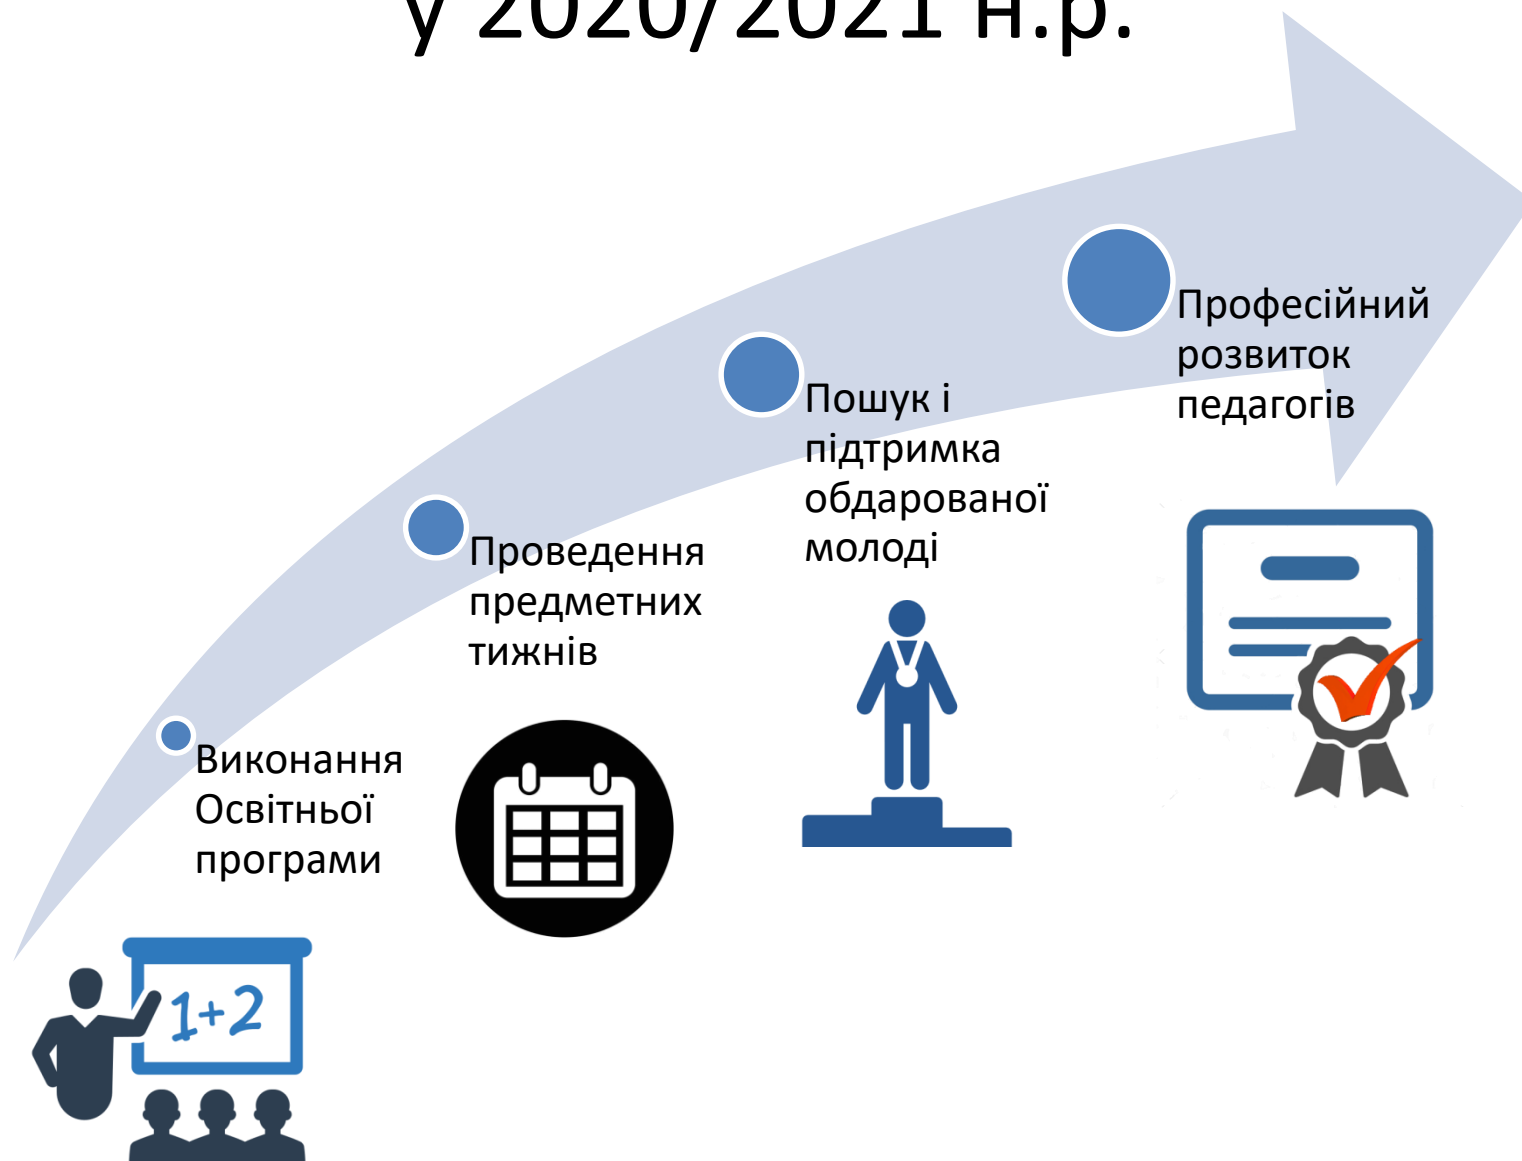 у 2020/2021 н.р.
Професійний
розвиток
педагогів
Пошук і
підтримка
обдарованої
молоді
Проведення
предметних
тижнів
Виконання
Освітньої
програми
1+2